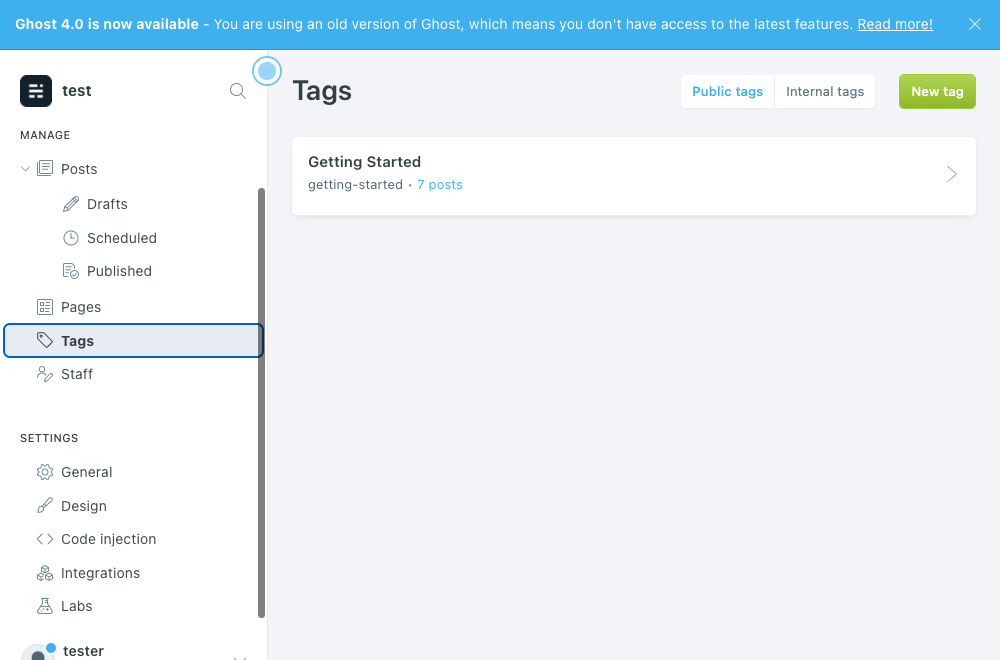 Ghost 4.0 is now available - You are using an old version of Ghost, which means you don't have access to the latest features. Read more!
test
MANAGE
Posts
Drafts
Scheduled
Published
Pages
Tags
Staff
SETTINGS
General
Design
Code injection
Integrations
Labs
tester
Tags
Public tags
Internal tags
New tag
Getting Started
getting-started • 7 posts